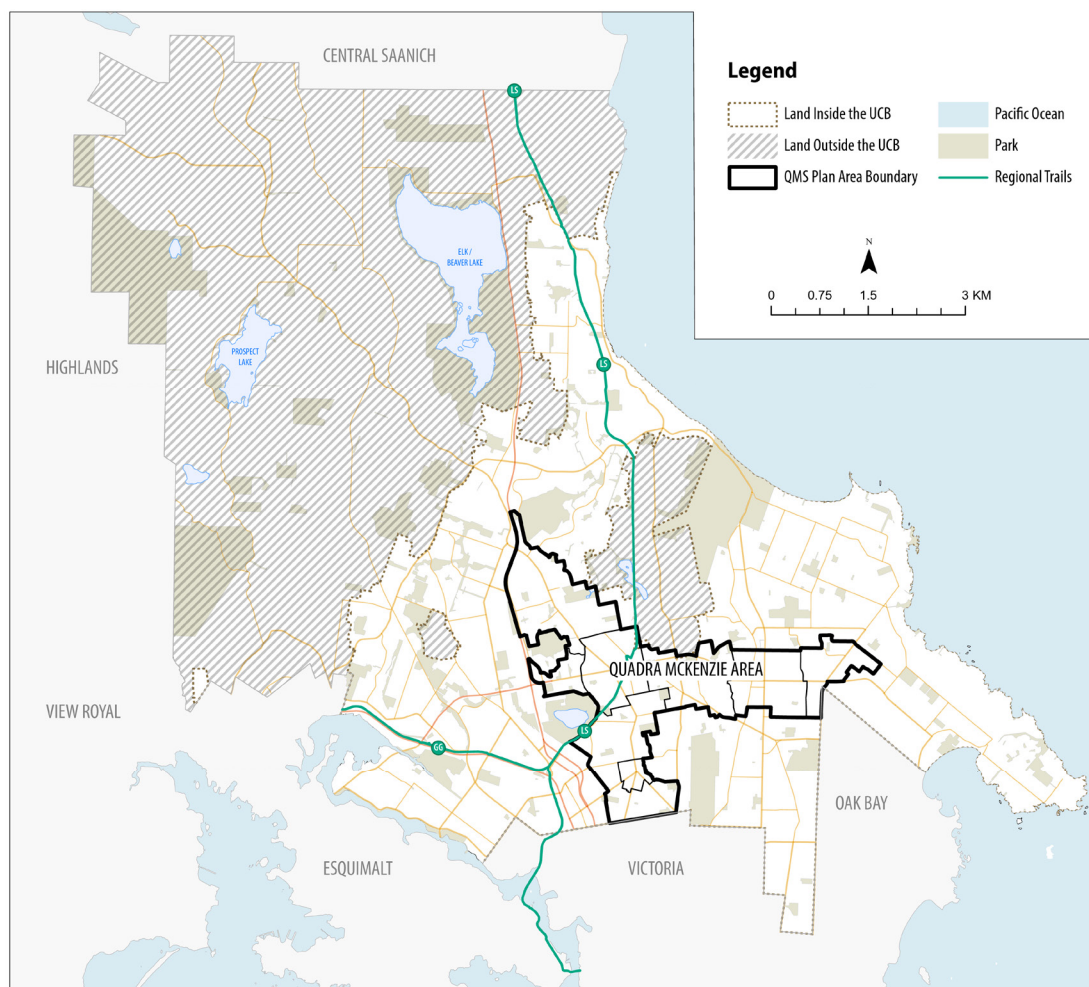 CENTRAL SAANICH
LS
Legend
Land Inside the UCB
Pacific Ocean
Land Outside the UCB
Park
QMS Plan Area Boundary
Regional Trails
N
0 0.75 1.5 3 KM
ELK /
BEAVER LAKE
PROSPECT
LAKE
HIGHLANDS
LS
QUADRA MCKENZIE AREA
VIEW ROYAL
LS
GG
OAK BAY
ESQUIMALT
VICTORIA